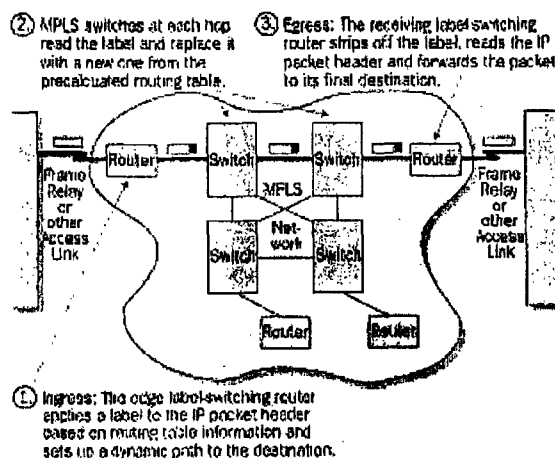 ② MPLS switches at each hop
read the label and replace it
with a new one from the
precalculated routing table.
③ Egress: The receiving label-switching
router strips off the label, reads the IP
packet header and forwards the packet
to its final destination.
Router
Switch
Switch
Router
Frame
Relay
or
other
Access
Link
MPLS
Net-
work
Frame
Relay
or other
Access
Link
Switch
Switch
Router
Router
① Ingress: The edge label-switching router
applies a label to the IP packet header
based on routing table information and
sets up a dynamic path to the destination.